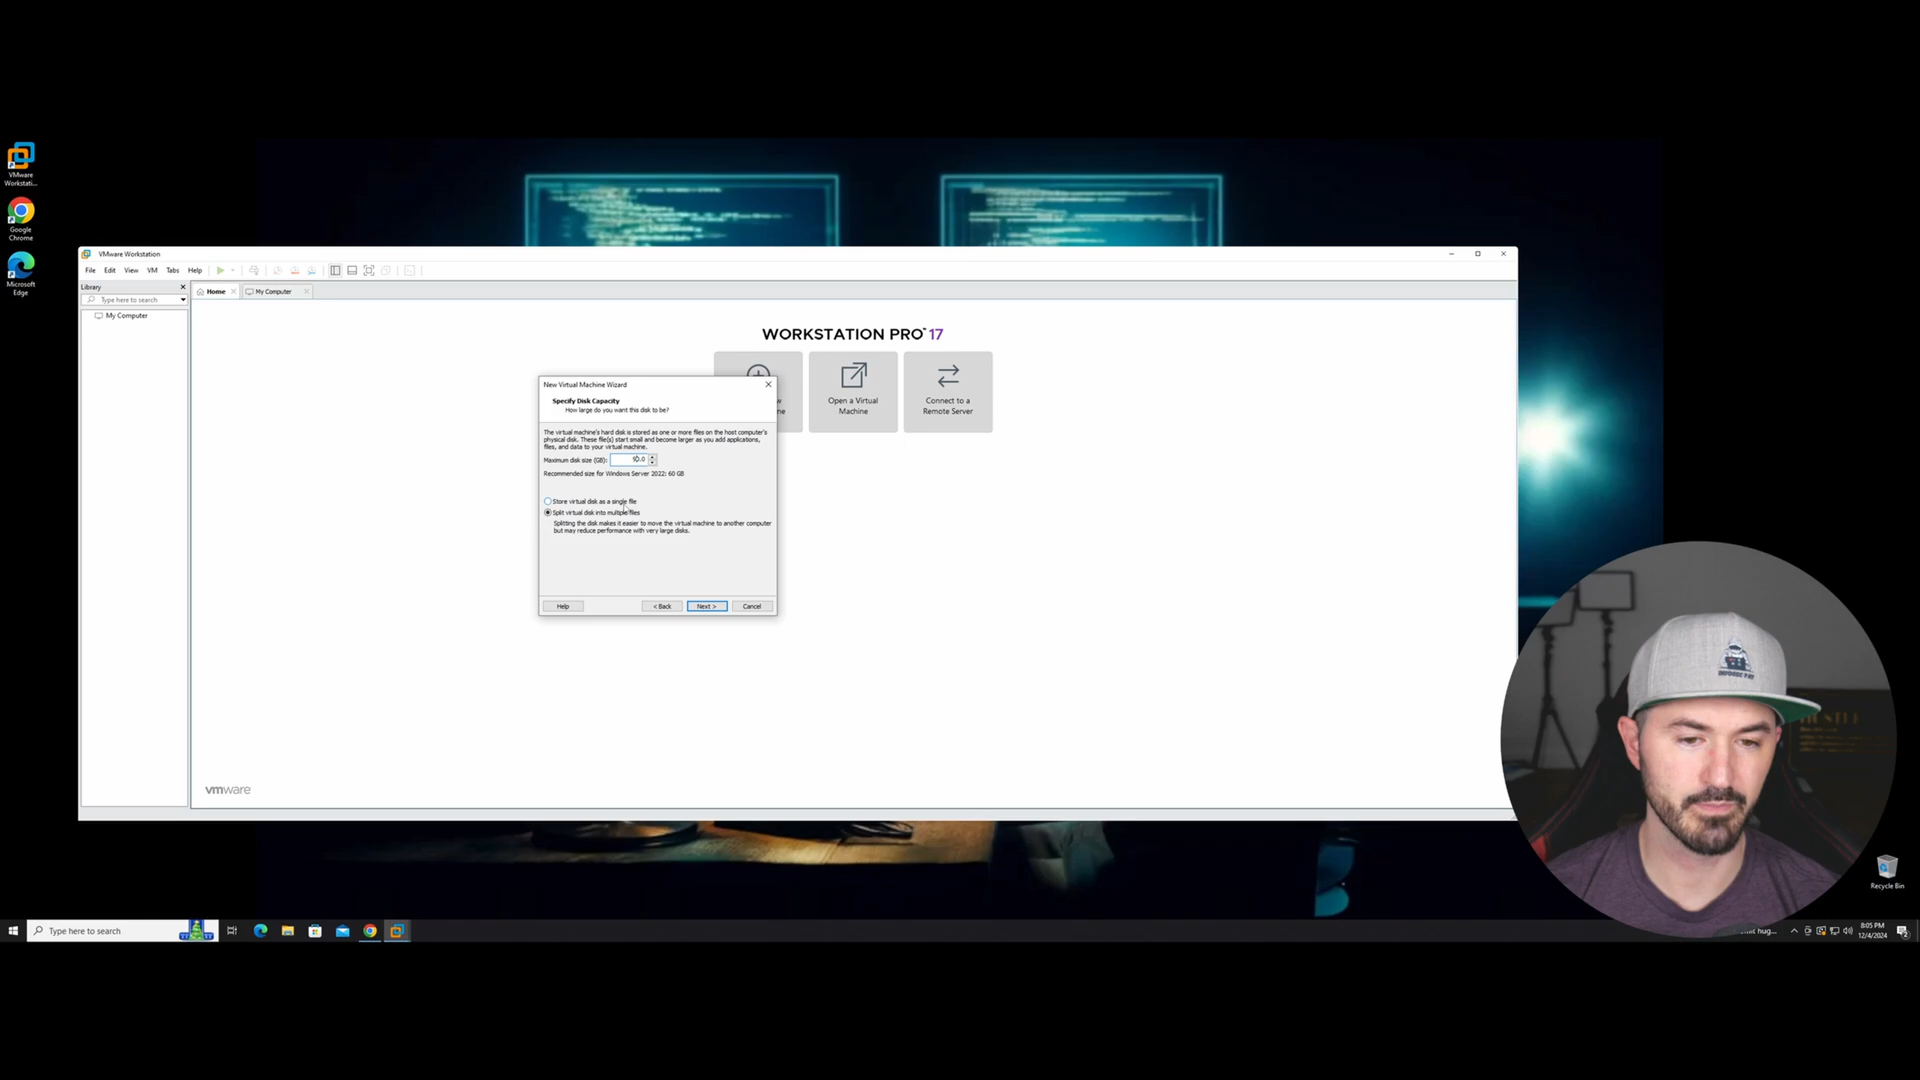 VMware
Workstati...
Google
Chrome
Microsoft
Edge
VMware Workstation
File Edit View VM Tabs Help
Library
Type here to search
My Computer
Home
My Computer
WORKSTATION PRO™ 17
Open a Virtual
Machine
Connect to a
Remote Server
New Virtual Machine Wizard
Specify Disk Capacity
How large do you want this disk to be?
The virtual machine's hard disk is stored as one or more files on the host computer's
physical disk. These file(s) start small and become larger as you add applications,
files, and data to your virtual machine.
Maximum disk size (GB):
Recommended size for Windows Server 2022: 60 GB
Store virtual disk as a single file
Split virtual disk into multiple files
Splitting the disk makes it easier to move the virtual machine to another computer
but may reduce performance with very large disks.
Help < Back Next > Cancel
vmware
Recycle Bin
Type here to search
8:05 PM
12/4/2024